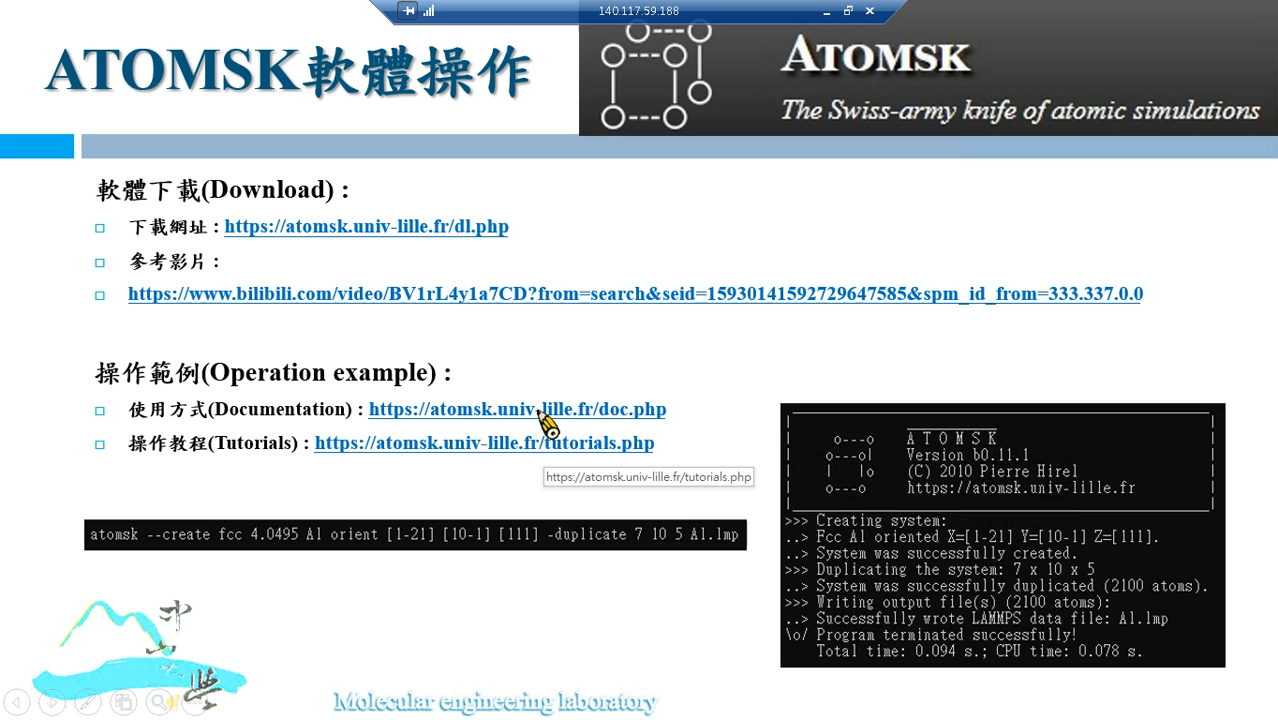 140.117.59.188
ATOMSK軟體操作
ATOMSK
The Swiss-army knife of atomic simulations
軟體下載(Download) :
下載網址 : https://atomsk.univ-lille.fr/dl.php
參考影片 :
https://www.bilibili.com/video/BV1rL4y1a7CD?from=search&seid=15930141592729647585&spm_id_from=333.337.0.0
操作範例(Operation example) :
使用方式(Documentation) : https://atomsk.univ-lille.fr/doc.php
操作教程(Tutorials) : https://atomsk.univ-lille.fr/tutorials.php
https://atomsk.univ-lille.fr/tutorials.php
atomsk --create fcc 4.0495 Al orient [1-21] [10-1] [111] -duplicate 7 10 5 Al.lmp
o---o A T O M S K
o---o| Version b0.11.1
| |o (C) 2010 Pierre Hirel
o---o https://atomsk.univ-lille.fr
>>> Creating system:
..> Fcc Al oriented X=[1-21] Y=[10-1] Z=[111].
..> System was successfully created.
>>> Duplicating the system: 7 x 10 x 5
..> System was successfully duplicated (2100 atoms).
>>> Writing output file(s) (2100 atoms):
..> Successfully wrote LAMMPS data file: Al.lmp
\o/ Program terminated successfully!
Total time: 0.094 s.; CPU time: 0.078 s.
中山大學
Molecular engineering laboratory